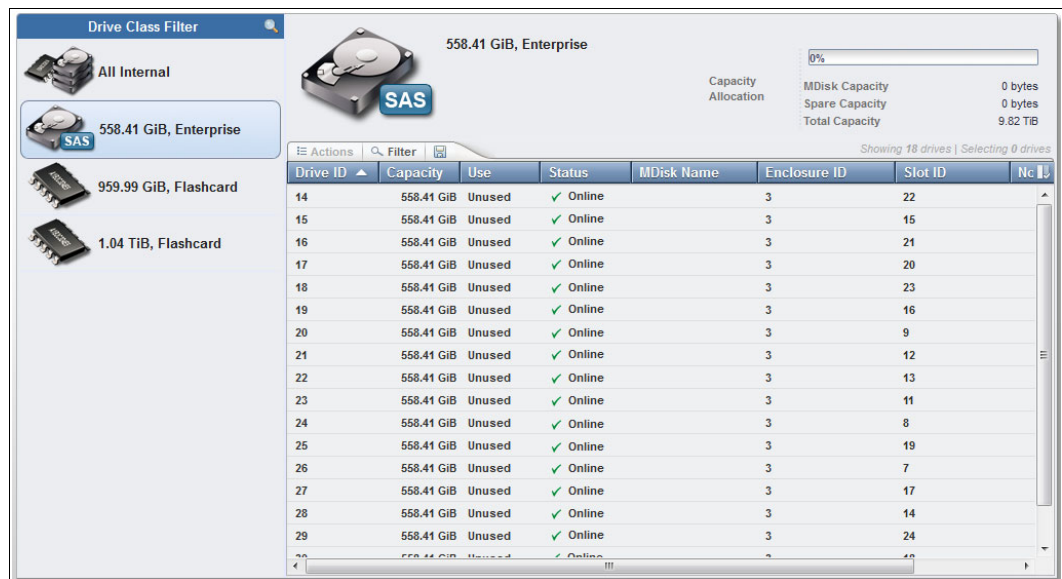 Drive Class Filter
All Internal
SAS
558.41 GiB, Enterprise
959.99 GiB, Flashcard
1.04 TiB, Flashcard
SAS
558.41 GiB, Enterprise
Capacity Allocation
0%
MDisk Capacity 0 bytes
Spare Capacity 0 bytes
Total Capacity 9.82 TiB
Actions Filter
Showing 18 drives | Selecting 0 drives
Drive ID Capacity Use Status MDisk Name Enclosure ID Slot ID Nc
14 558.41 GiB Unused Online 3 22
15 558.41 GiB Unused Online 3 15
16 558.41 GiB Unused Online 3 21
17 558.41 GiB Unused Online 3 20
18 558.41 GiB Unused Online 3 23
19 558.41 GiB Unused Online 3 16
20 558.41 GiB Unused Online 3 9
21 558.41 GiB Unused Online 3 12
22 558.41 GiB Unused Online 3 13
23 558.41 GiB Unused Online 3 11
24 558.41 GiB Unused Online 3 8
25 558.41 GiB Unused Online 3 19
26 558.41 GiB Unused Online 3 7
27 558.41 GiB Unused Online 3 17
28 558.41 GiB Unused Online 3 14
29 558.41 GiB Unused Online 3 24